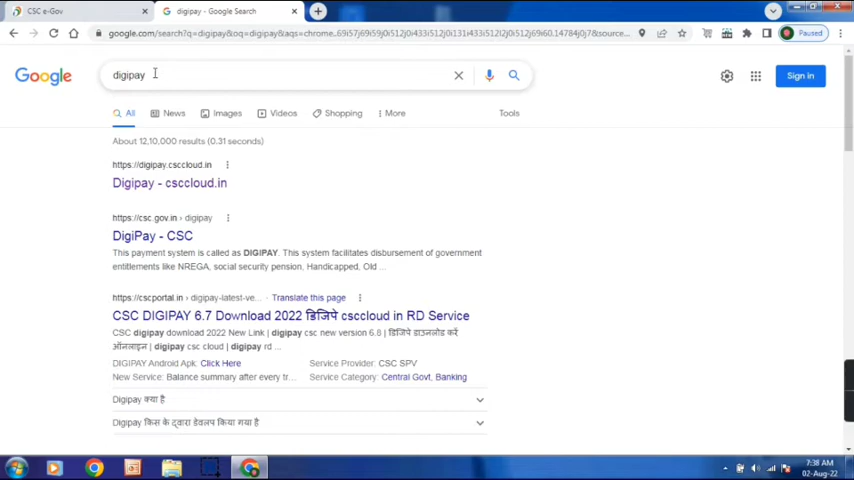 CSC e-Gov
digipay - Google Search
google.com/search?q=digipay&oq=digipay&aqs=chrome..69i57j69i59j0i512j0i433i512j0i131i433i512l2j0i512j69i60.14784j0j7&source...
Paused
Google
digipay
Sign in
All
News
Images
Videos
Shopping
More
Tools
About 12,10,000 results (0.31 seconds)
https://digipay.csccloud.in
Digipay - csccloud.in
https://csc.gov.in › digipay
DigiPay - CSC
This payment system is called as DIGIPAY. This system facilitates disbursement of government
entitlements like NREGA, social security pension, Handicapped, Old ...
https://cscportal.in › digipay-latest-ve... · Translate this page
CSC DIGIPAY 6.7 Download 2022 डिजिपे csccloud in RD Service
CSC digipay download 2022 New Link | digipay csc new version 6.8 | डिजिपे डाउनलोड करें
ऑनलाइन | digipay csc cloud | digipay rd ...
DIGIPAY Android Apk: Click Here
Service Provider: CSC SPV
New Service: Balance summary after every tr...
Service Category: Central Govt, Banking
Digipay क्या है
Digipay किस के द्वारा डेवलप किया गया है
7:38 AM
02-Aug-22